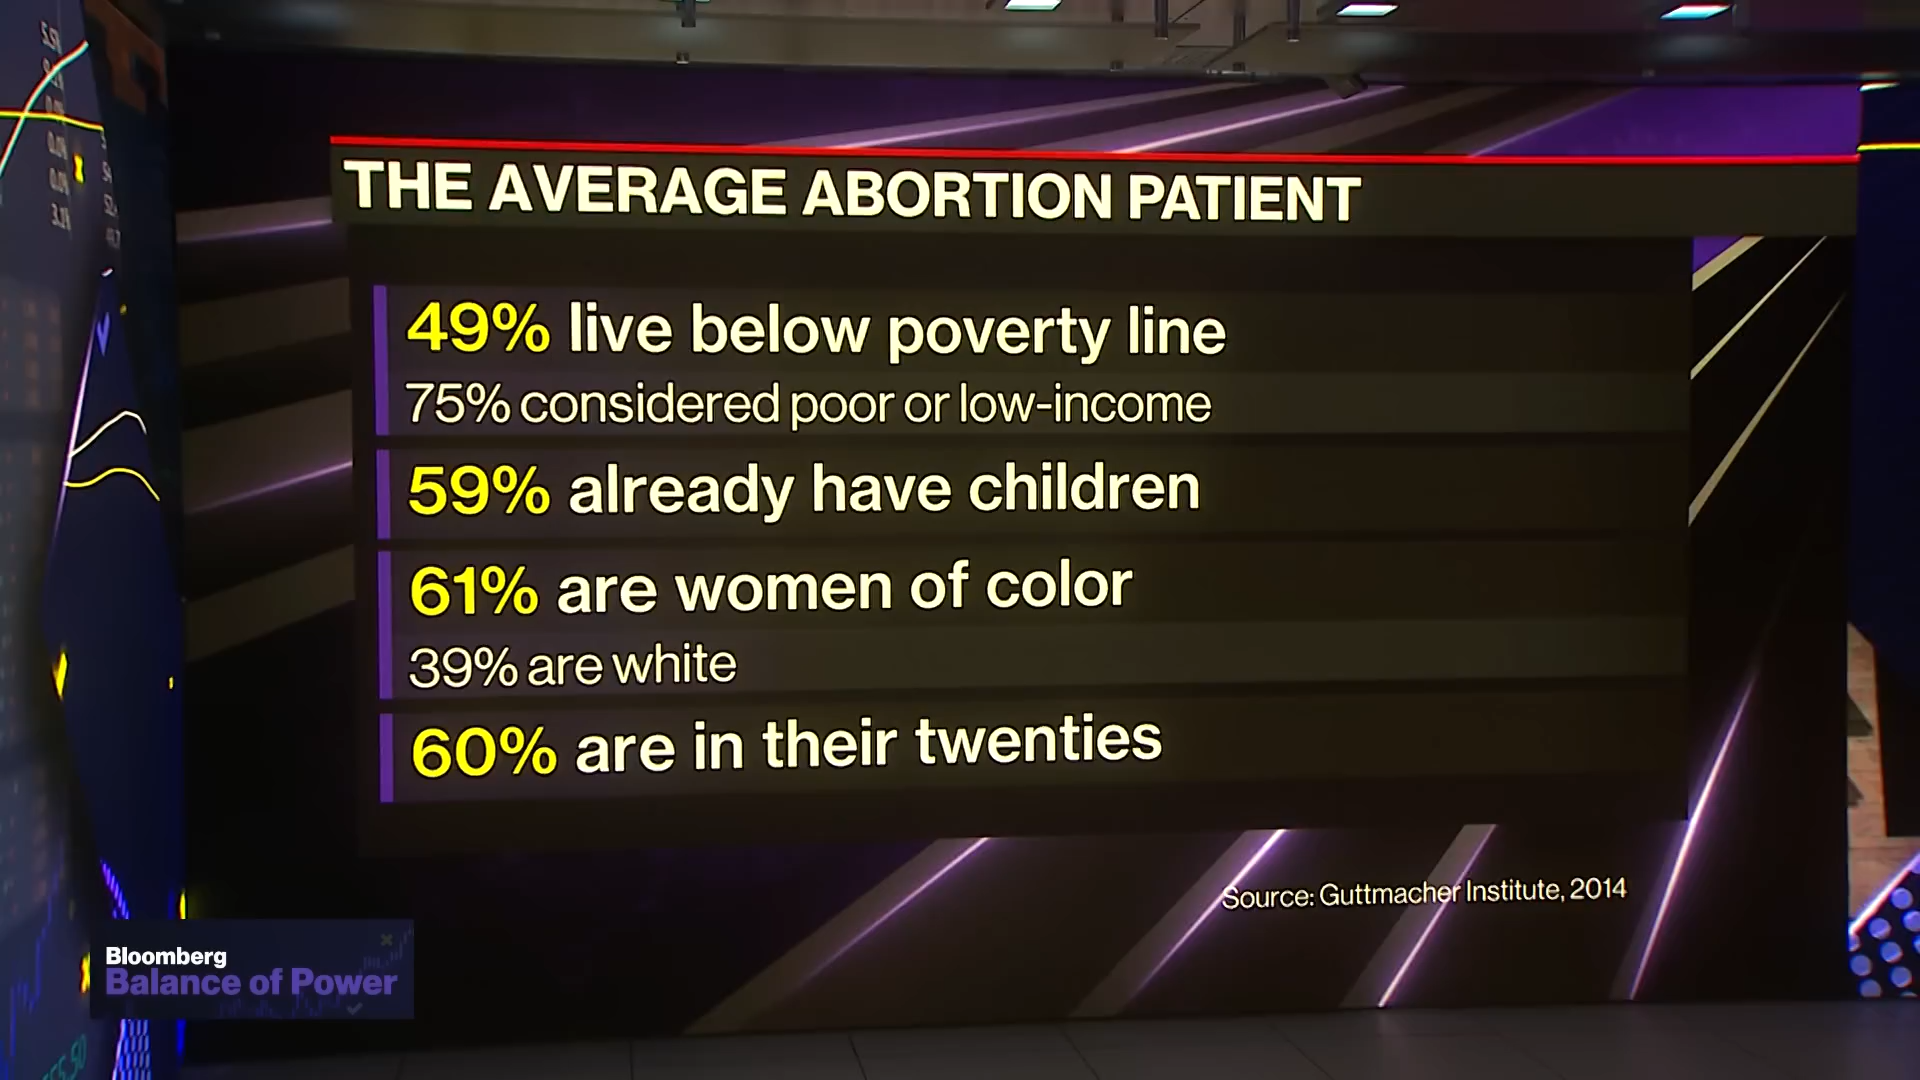 THE AVERAGE ABORTION PATIENT
49% live below poverty line
75% considered poor or low-income
59% already have children
61% are women of color
39% are white
60% are in their twenties
Source: Guttmacher Institute, 2014
Bloomberg
Balance of Power